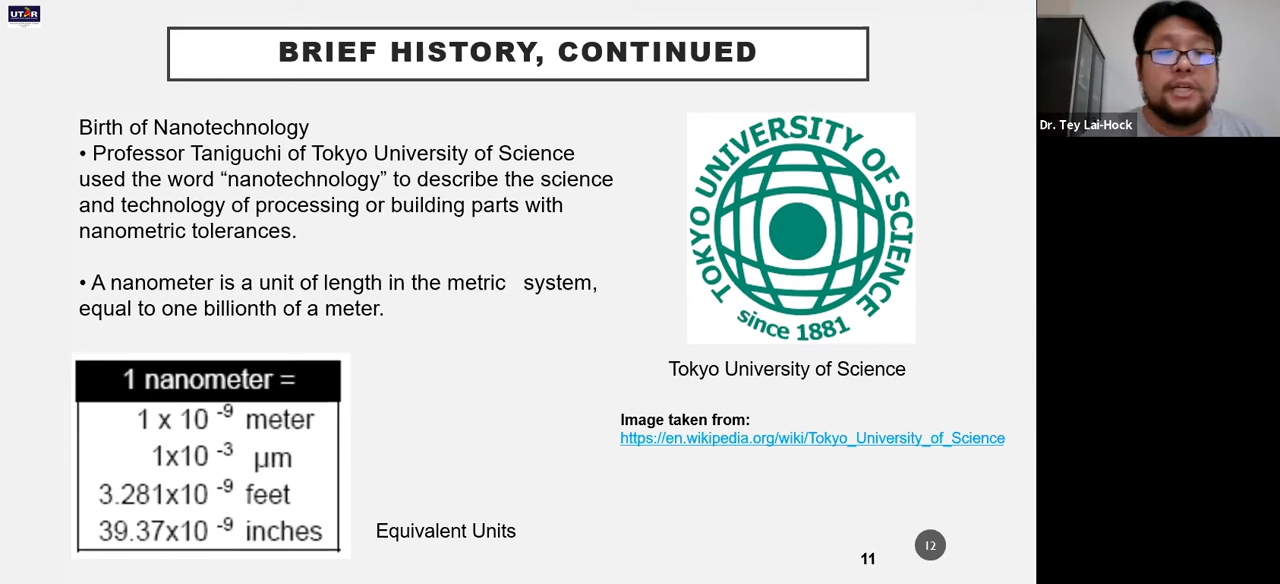 UTAR
BRIEF HISTORY, CONTINUED
Birth of Nanotechnology
• Professor Taniguchi of Tokyo University of Science
used the word “nanotechnology” to describe the science
and technology of processing or building parts with
nanometric tolerances.
• A nanometer is a unit of length in the metric system,
equal to one billionth of a meter.
1 nanometer =
1 x 10 -9 meter
1x10 -3 µm
3.281x10 -9 feet
39.37x10 -9 inches
Equivalent Units
TOKYO UNIVERSITY OF SCIENCE
since 1881
Tokyo University of Science
Image taken from:
https://en.wikipedia.org/wiki/Tokyo_University_of_Science
12
11
Dr. Tey Lai-Hock